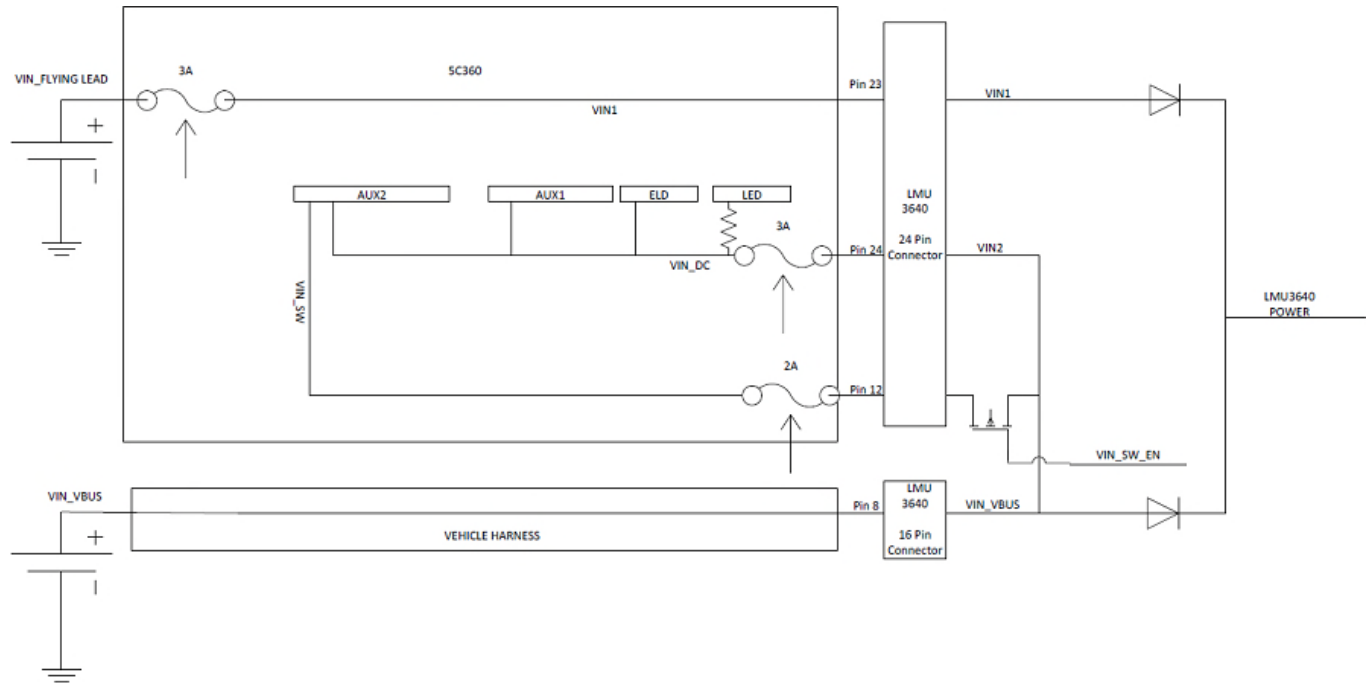 3A
5C360
VIN_FLYING LEAD
Pin 23
VIN1
VIN1
AUX2
AUX1
ELD
LED
LMU
3640
24 Pin
Connector
3A
Pin 24
VIN2
VIN_DC
VIN_SW
LMU3640
POWER
2A
Pin 12
VIN_SW_EN
VIN_VBUS
LMU
3640
16 Pin
Connector
Pin 8
VIN_VBUS
VEHICLE HARNESS